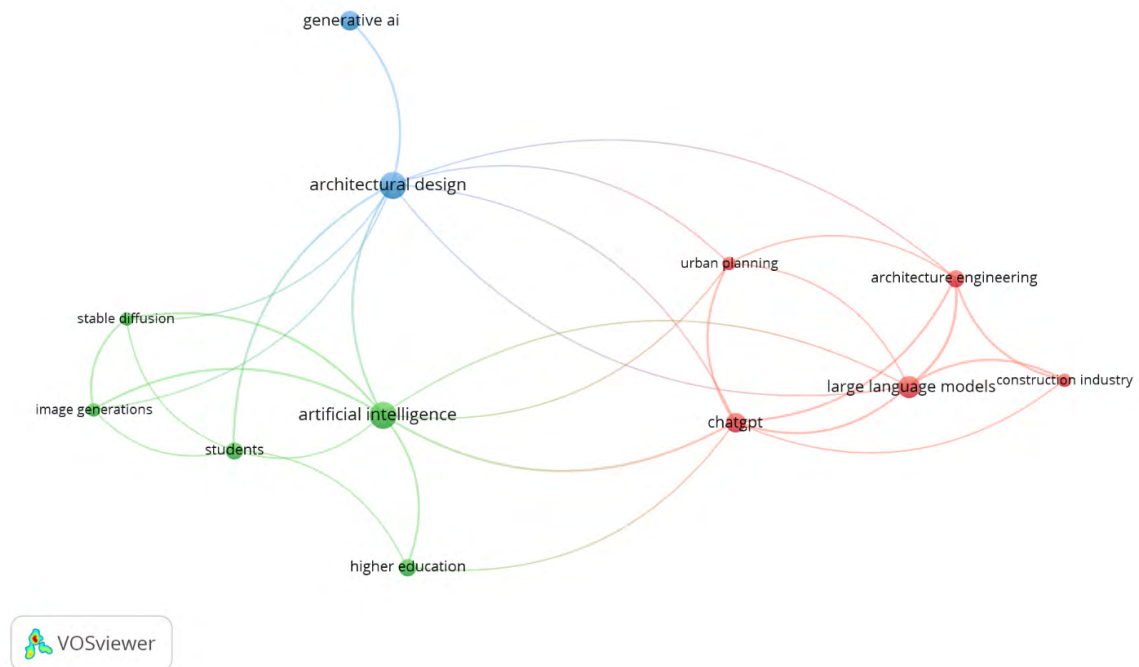 generative ai
architectural design
urban planning
architecture engineering
stable diffusion
large language models
construction industry
image generations
artificial intelligence
chatgpt
students
higher education
VOSviewer